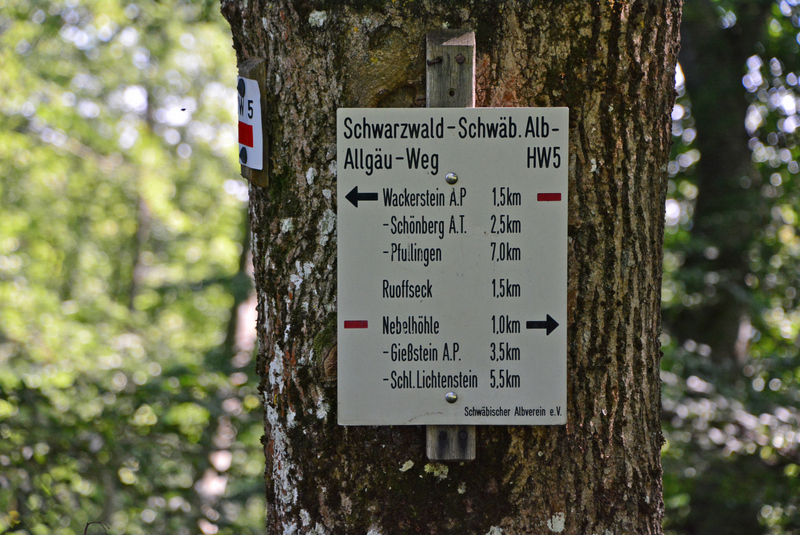 W 5
Schwarzwald-Schwäb. Alb-
Allgäu-Weg HW5
Wackerstein A.P 1,5km
-Schönberg A.T. 2,5km
-Pfullingen 7,0km
Ruoffseck 1,5km
Nebelhöhle 1,0km
-Gießstein A.P. 3,5km
-Schl. Lichtenstein 5,5km
Schwäbischer Albverein e.V.